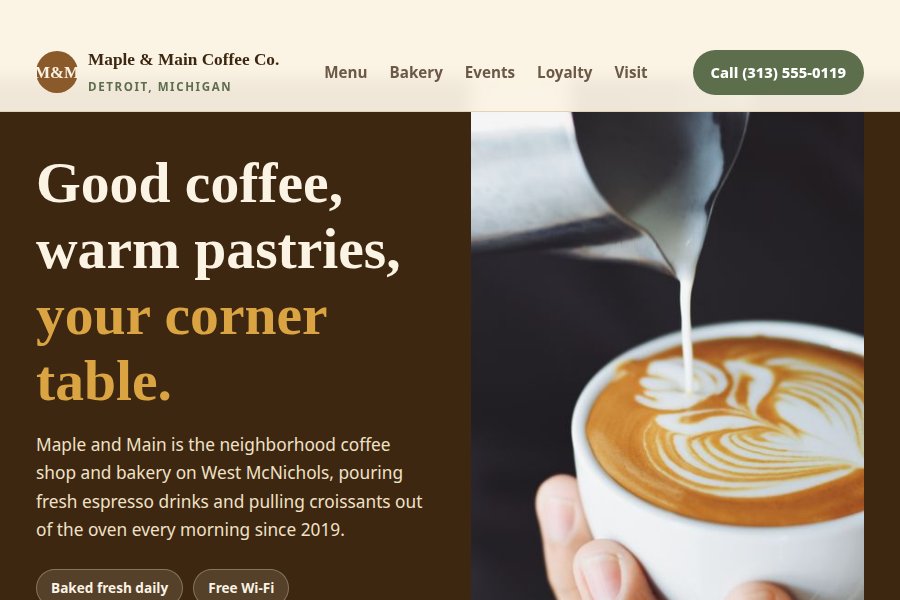 M&M
Maple & Main Coffee Co.
DETROIT, MICHIGAN
Menu
Bakery
Events
Loyalty
Visit
Call (313) 555-0119
Good coffee,
warm pastries,
your corner
table.
Maple and Main is the neighborhood coffee
shop and bakery on West McNichols, pouring
fresh espresso drinks and pulling croissants out
of the oven every morning since 2019.
Baked fresh daily
Free Wi-Fi